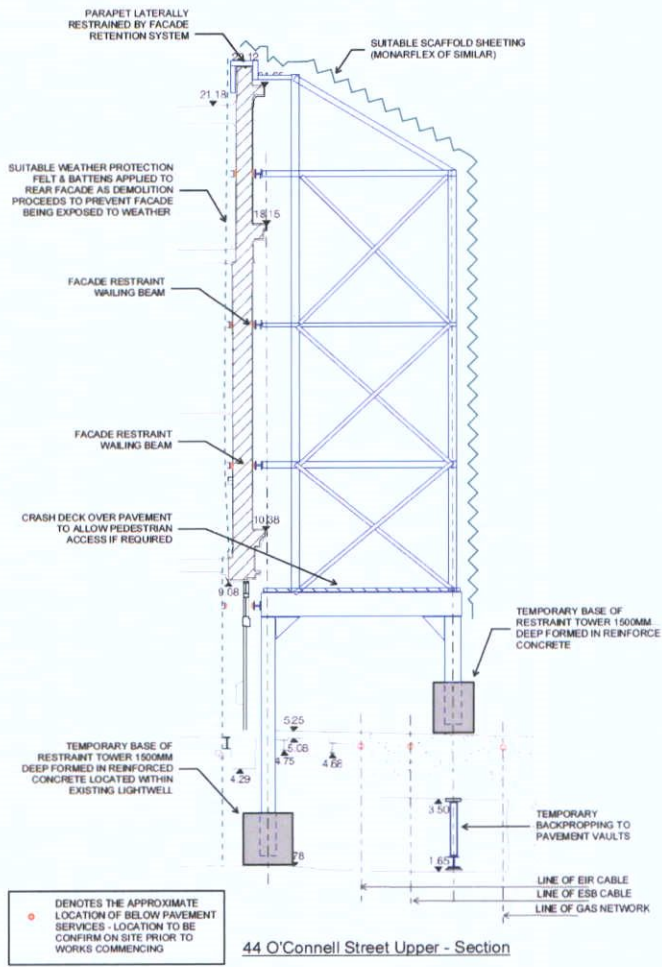 PARAPET LATERALLY
RESTRAINED BY FACADE
RETENTION SYSTEM
SUITABLE SCAFFOLD SHEETING
(MONARFLEX OF SIMILAR)
21.18
SUITABLE WEATHER PROTECTION
FELT & BATTENS APPLIED TO
REAR FACADE AS DEMOLITION
PROCEEDS TO PREVENT FACADE
BEING EXPOSED TO WEATHER
18.15
FACADE RESTRAINT
WAILING BEAM
FACADE RESTRAINT
WAILING BEAM
CRASH DECK OVER PAVEMENT
TO ALLOW PEDESTRIAN
ACCESS IF REQUIRED
10.38
9.08
TEMPORARY BASE OF
RESTRAINT TOWER 1500MM
DEEP FORMED IN REINFORCE
CONCRETE
5.25
5.08
4.75
4.68
4.29
TEMPORARY BASE OF
RESTRAINT TOWER 1500MM
DEEP FORMED IN REINFORCED
CONCRETE LOCATED WITHIN
EXISTING LIGHTWELL
3.50
TEMPORARY
BACKPROPPING TO
PAVEMENT VAULTS
1.65
78
LINE OF EIR CABLE
LINE OF ESB CABLE
LINE OF GAS NETWORK
DENOTES THE APPROXIMATE
LOCATION OF BELOW PAVEMENT
SERVICES - LOCATION TO BE
CONFIRM ON SITE PRIOR TO
WORKS COMMENCING
44 O'Connell Street Upper - Section